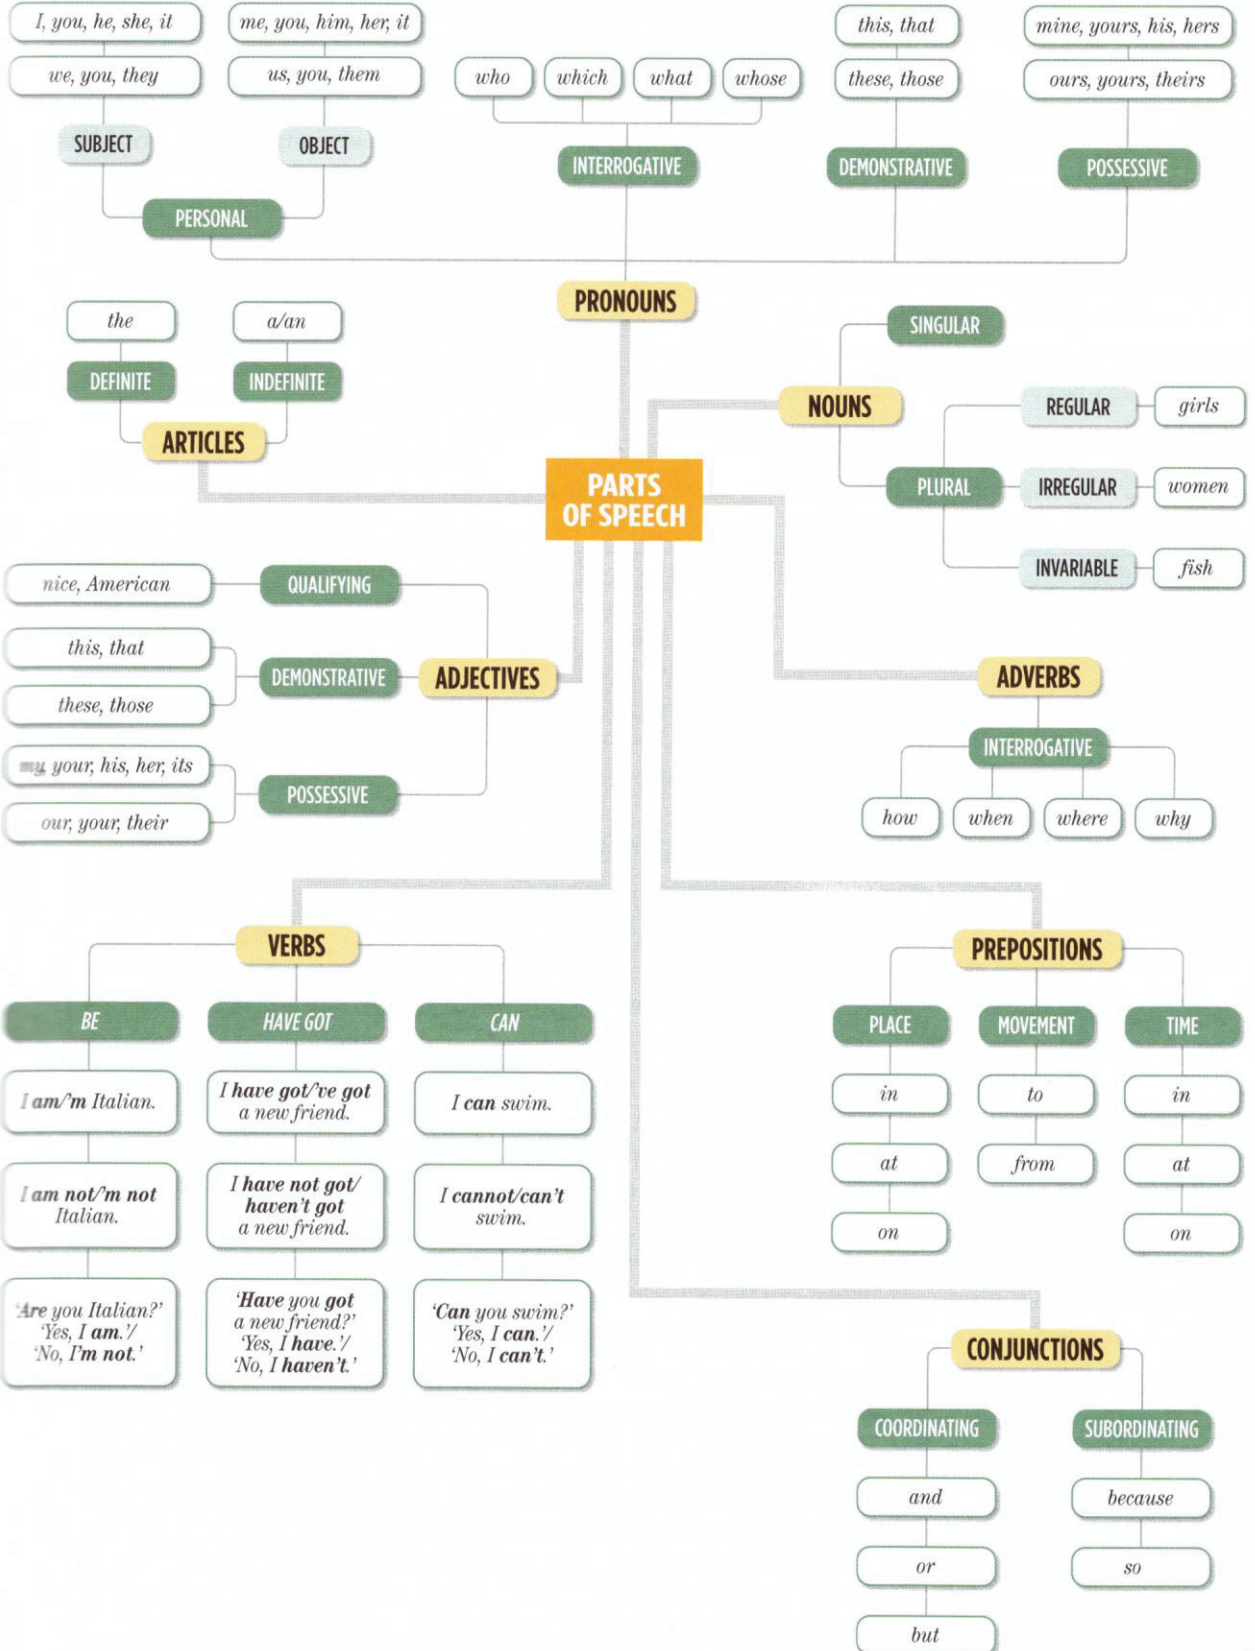 I, you, he, she, it
we, you, they
SUBJECT
me, you, him, her, it
us, you, them
OBJECT
PERSONAL
who
which
what
whose
INTERROGATIVE
this, that
these, those
DEMONSTRATIVE
mine, yours, his, hers
ours, yours, theirs
POSSESSIVE
PRONOUNS
the
DEFINITE
a/an
INDEFINITE
ARTICLES
SINGULAR
NOUNS
PLURAL
REGULAR
girls
IRREGULAR
women
INVARIABLE
fish
PARTS
OF SPEECH
nice, American
QUALIFYING
this, that
these, those
DEMONSTRATIVE
my, your, his, her, its
our, your, their
POSSESSIVE
ADJECTIVES
ADVERBS
INTERROGATIVE
how
when
where
why
VERBS
BE
I am/'m Italian.
I am not/'m not
Italian.
'Are you Italian?'
'Yes, I am.'/
'No, I'm not.'
HAVE GOT
I have got/'ve got
a new friend.
I have not got/
haven't got
a new friend.
'Have you got
a new friend?'
'Yes, I have.'/
'No, I haven't.'
CAN
I can swim.
I cannot/can't
swim.
'Can you swim?'
'Yes, I can.'/
'No, I can't.'
PREPOSITIONS
PLACE
in
at
on
MOVEMENT
to
from
TIME
in
at
on
CONJUNCTIONS
COORDINATING
and
or
but
SUBORDINATING
because
so